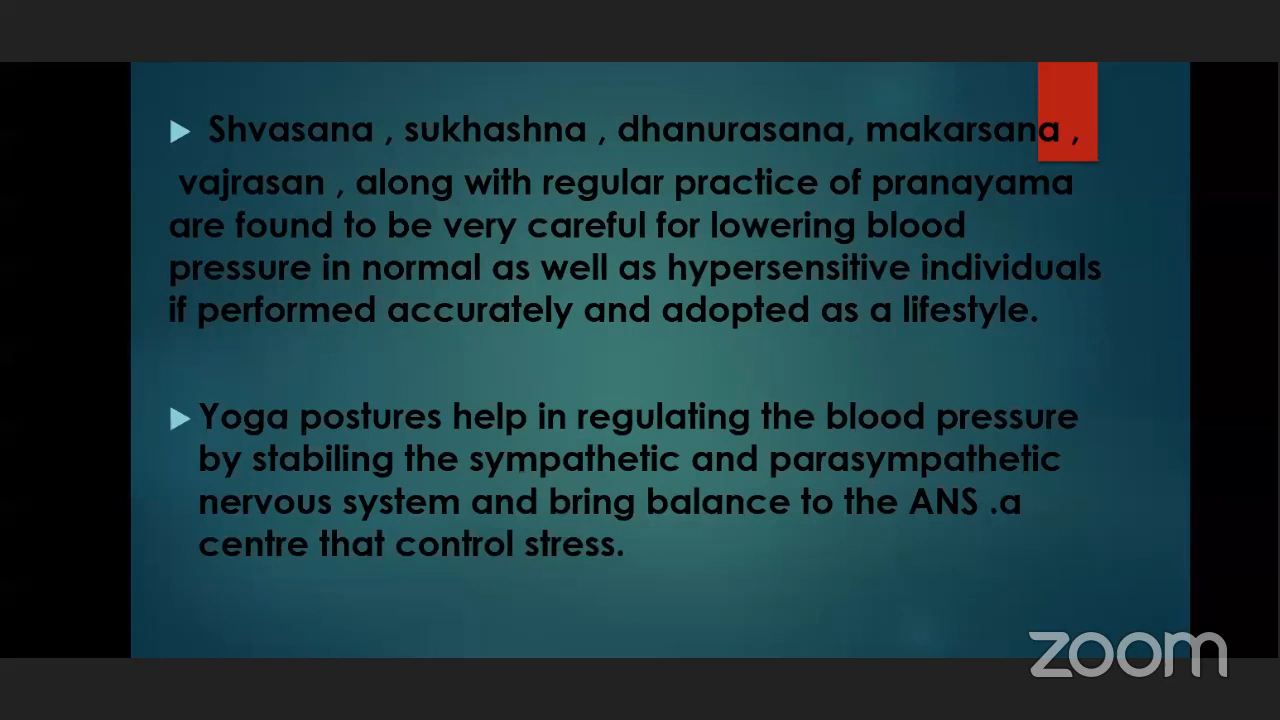 Shvasana , sukhashna , dhanurasana, makarsana ,
vajrasan , along with regular practice of pranayama
are found to be very careful for lowering blood
pressure in normal as well as hypersensitive individuals
if performed accurately and adopted as a lifestyle.
Yoga postures help in regulating the blood pressure
by stabiling the sympathetic and parasympathetic
nervous system and bring balance to the ANS .a
centre that control stress.
zoom